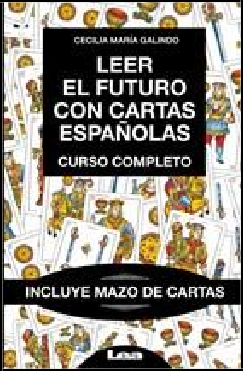 CECILIA MARÍA GALINDO
LEER
EL FUTURO
CON CARTAS
ESPAÑOLAS
CURSO COMPLETO
INCLUYE MAZO DE CARTAS
Lea